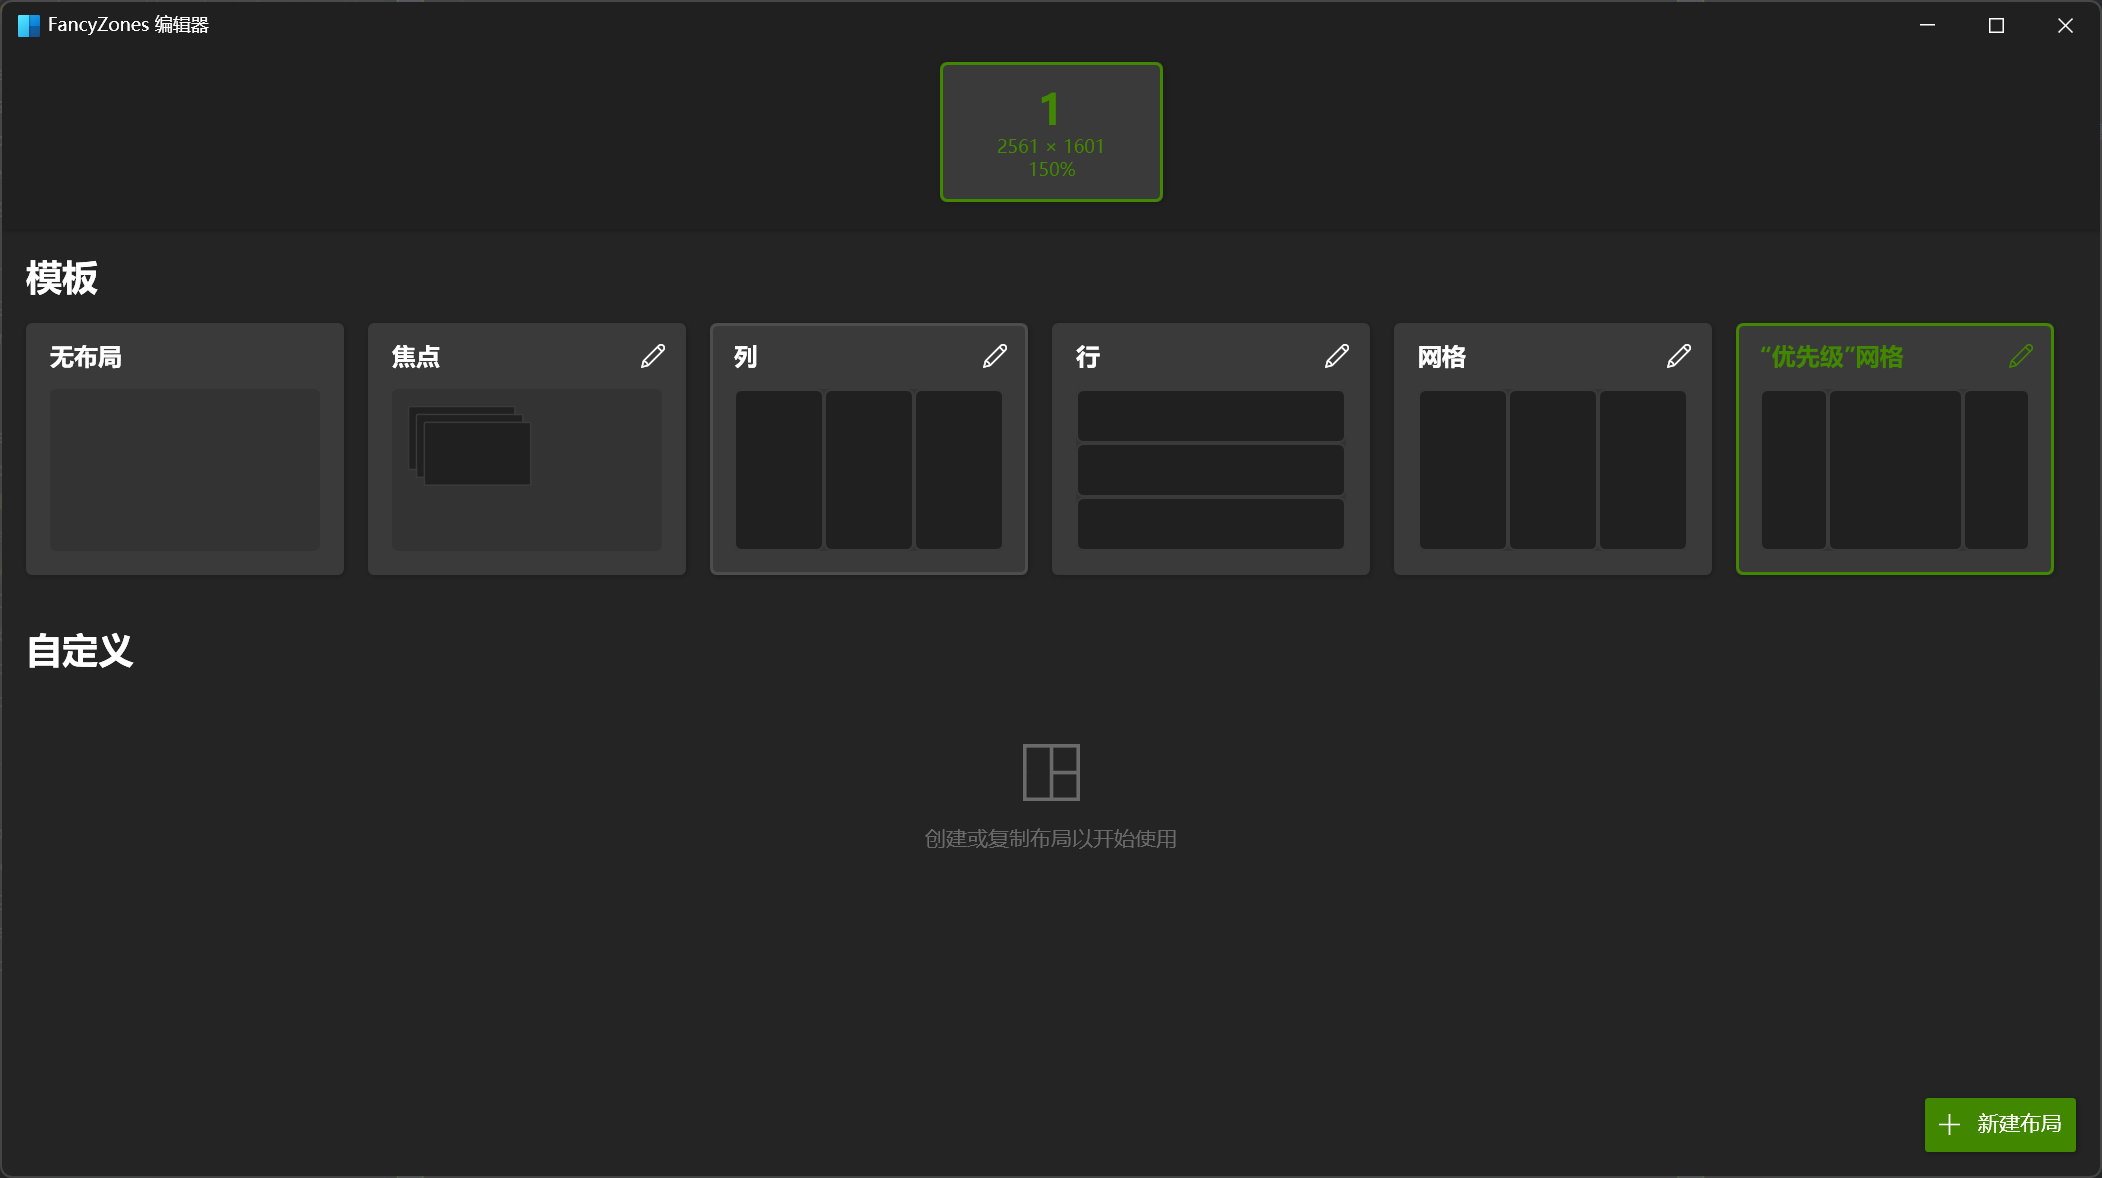 FancyZones 编辑器
1
2561 × 1601
150%
模板
无布局
焦点
列
行
网格
“优先级”网格
自定义
创建或复制布局以开始使用
新建布局